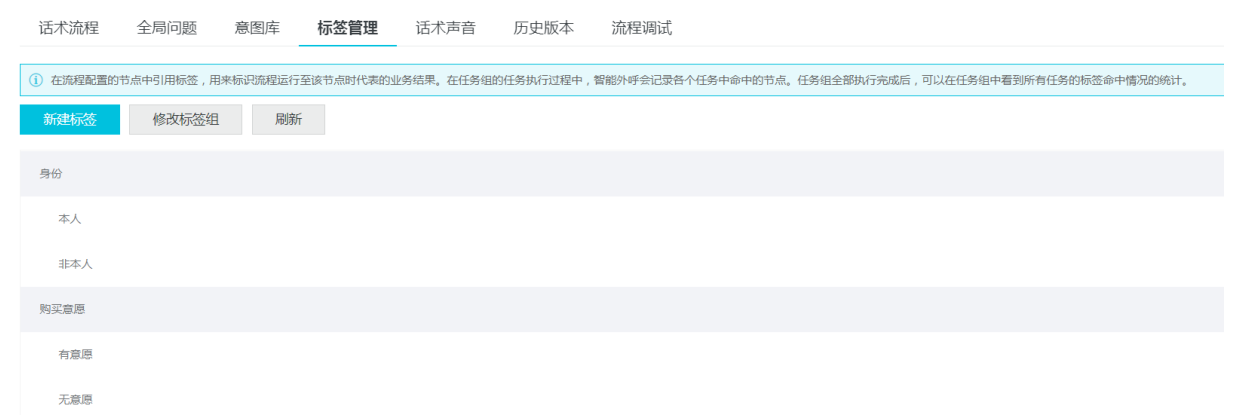 话术流程 全局问题 意图库 标签管理 话术声音 历史版本 流程调试
在流程配置的节点中引用标签，用来标识流程运行至该节点时代表的业务结果。在任务组的任务执行过程中，智能外呼会记录各个任务中命中的节点。任务组全部执行完成后，可以在任务组中看到所有任务的标签命中情况的统计。
新建标签 修改标签组 刷新
身份
本人
非本人
购买意愿
有意愿
无意愿